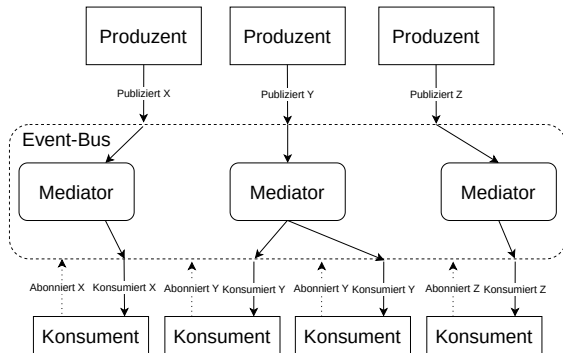 Produzent Produzent Produzent
Publiziert X Publiziert Y Publiziert Z
Event-Bus
Mediator Mediator Mediator
Abonniert X Konsumiert X Abonniert Y Konsumiert Y Abonniert Y Konsumiert Y Abonniert Z Konsumiert Z
Konsument Konsument Konsument Konsument